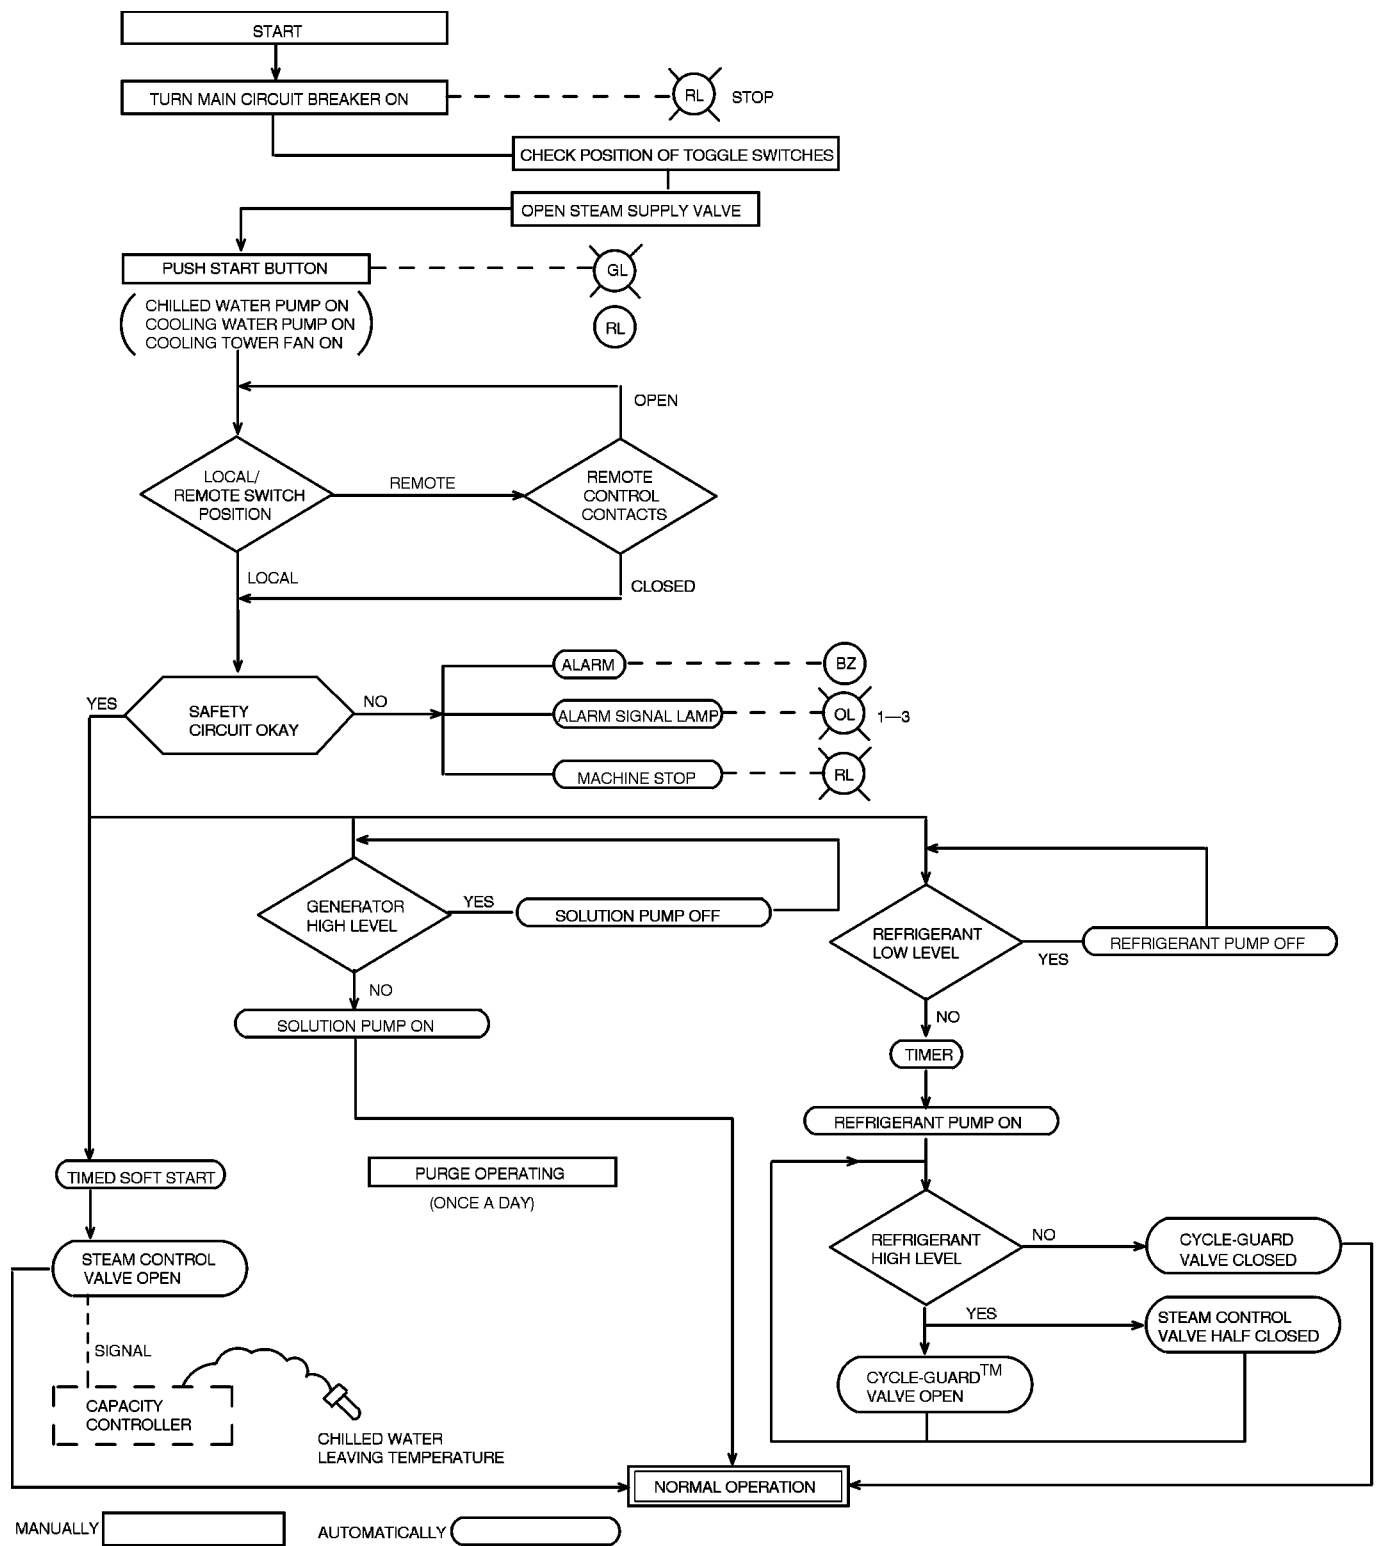 START
TURN MAIN CIRCUIT BREAKER ON
RL
STOP
CHECK POSITION OF TOGGLE SWITCHES
OPEN STEAM SUPPLY VALVE
PUSH START BUTTON
GL
CHILLED WATER PUMP ON
COOLING WATER PUMP ON
COOLING TOWER FAN ON
RL
OPEN
LOCAL/
REMOTE SWITCH
POSITION
REMOTE
REMOTE
CONTROL
CONTACTS
LOCAL
CLOSED
YES
SAFETY
CIRCUIT OKAY
NO
ALARM
BZ
ALARM SIGNAL LAMP
OL
1—3
MACHINE STOP
RL
GENERATOR
HIGH LEVEL
YES
SOLUTION PUMP OFF
REFRIGERANT
LOW LEVEL
YES
REFRIGERANT PUMP OFF
NO
SOLUTION PUMP ON
NO
TIMER
REFRIGERANT PUMP ON
TIMED SOFT START
PURGE OPERATING
(ONCE A DAY)
STEAM CONTROL
VALVE OPEN
REFRIGERANT
HIGH LEVEL
NO
CYCLE-GUARD
VALVE CLOSED
YES
STEAM CONTROL
VALVE HALF CLOSED
CYCLE-GUARD™
VALVE OPEN
SIGNAL
CAPACITY
CONTROLLER
CHILLED WATER
LEAVING TEMPERATURE
NORMAL OPERATION
MANUALLY
AUTOMATICALLY